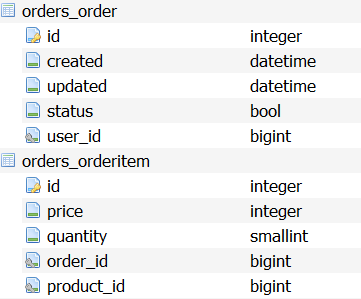 orders_order
id integer
created datetime
updated datetime
status bool
user_id bigint
orders_orderitem
id integer
price integer
quantity smallint
order_id bigint
product_id bigint